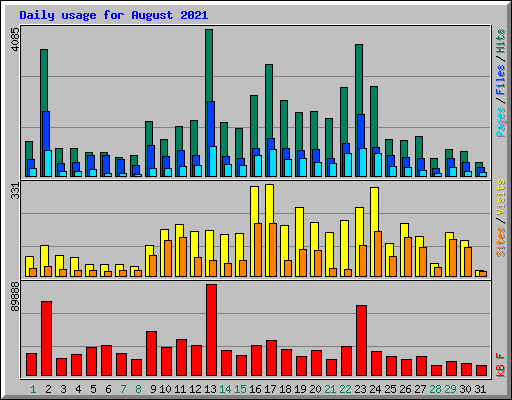 Daily usage for August 2021
4085
Pages / Files / Hits
331
Sites / Visits
89888
kB F
1 2 3 4 5 6 7 8 9 10 11 12 13 14 15 16 17 18 19 20 21 22 23 24 25 26 27 28 29 30 31